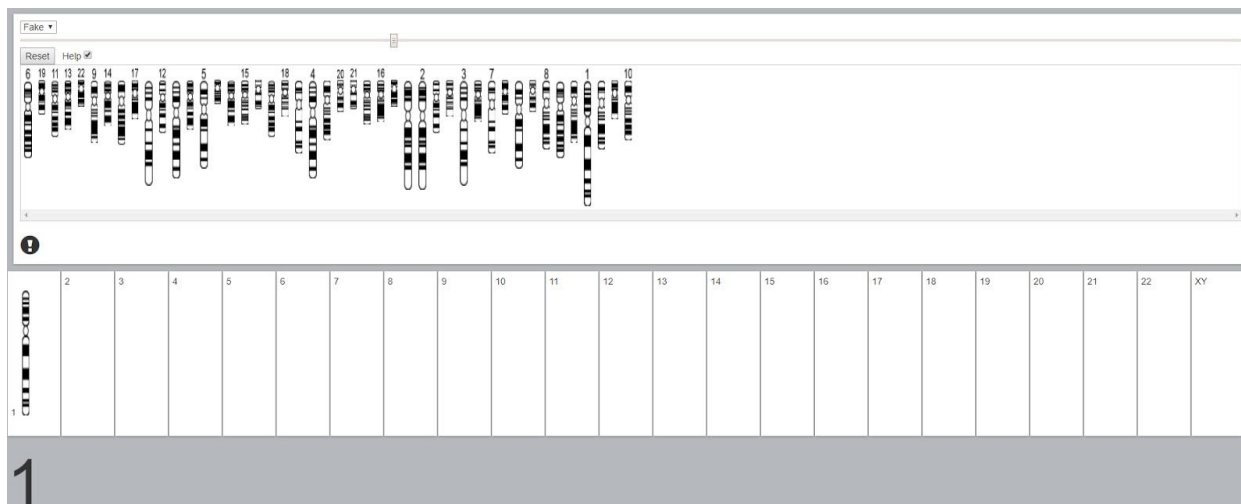 Fake
Reset Help
6 19 11 13 22 9 14 17 12 5 15 18 4 20 21 16 2 3 7 8 1 10
2 3 4 5 6 7 8 9 10 11 12 13 14 15 16 17 18 19 20 21 22 XY
1
1